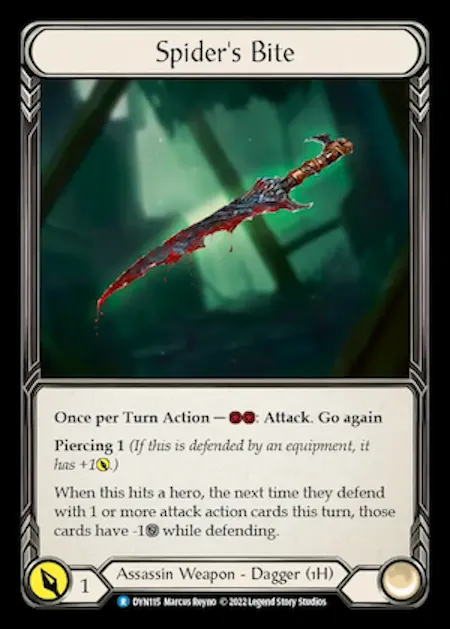 Spider's Bite
Once per Turn Action — : Attack. Go again
Piercing 1 (If this is defended by an equipment, it
has +1.)
When this hits a hero, the next time they defend
with 1 or more attack action cards this turn, those
cards have -1 while defending.
1
Assassin Weapon - Dagger (1H)
R DYN115 Marcus Reyno © 2022 Legend Story Studios